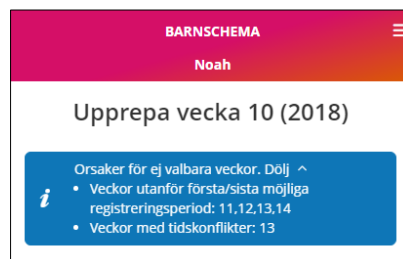 BARNSCHEMA
Noah
Upprepa vecka 10 (2018)
Orsaker för ej valbara veckor. Dölj
• Veckor utanför första/sista möjliga
registreringsperiod: 11,12,13,14
• Veckor med tidskonflikter: 13